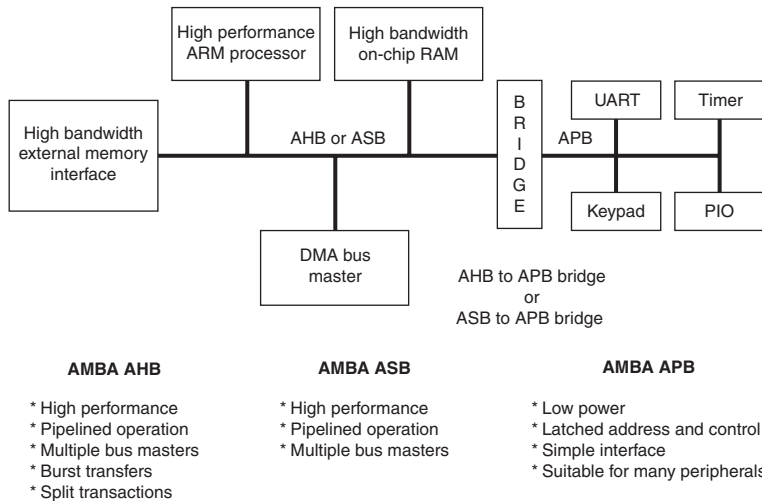 High performance
ARM processor
High bandwidth
on-chip RAM
High bandwidth
external memory
interface
AHB or ASB
B
R
I
D
G
E
APB
UART
Timer
Keypad
PIO
DMA bus
master
AHB to APB bridge
or
ASB to APB bridge
AMBA AHB
* High performance
* Pipelined operation
* Multiple bus masters
* Burst transfers
* Split transactions
AMBA ASB
* High performance
* Pipelined operation
* Multiple bus masters
AMBA APB
* Low power
* Latched address and control
* Simple interface
* Suitable for many peripherals